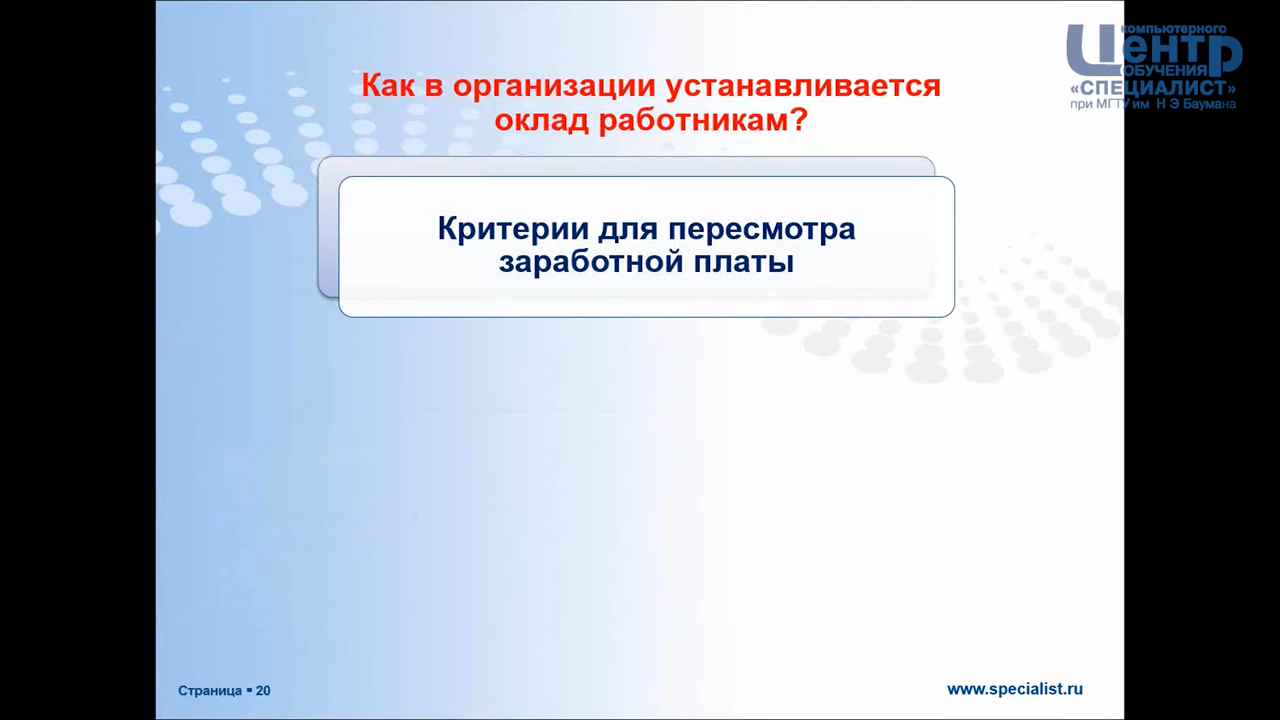 компьютерного
Центр
ОБУЧЕНИЯ
«СПЕЦИАЛИСТ»
при МГТУ им Н Э Баумана
Как в организации устанавливается
оклад работникам?
Критерии для пересмотра
заработной платы
Страница ▪ 20
www.specialist.ru